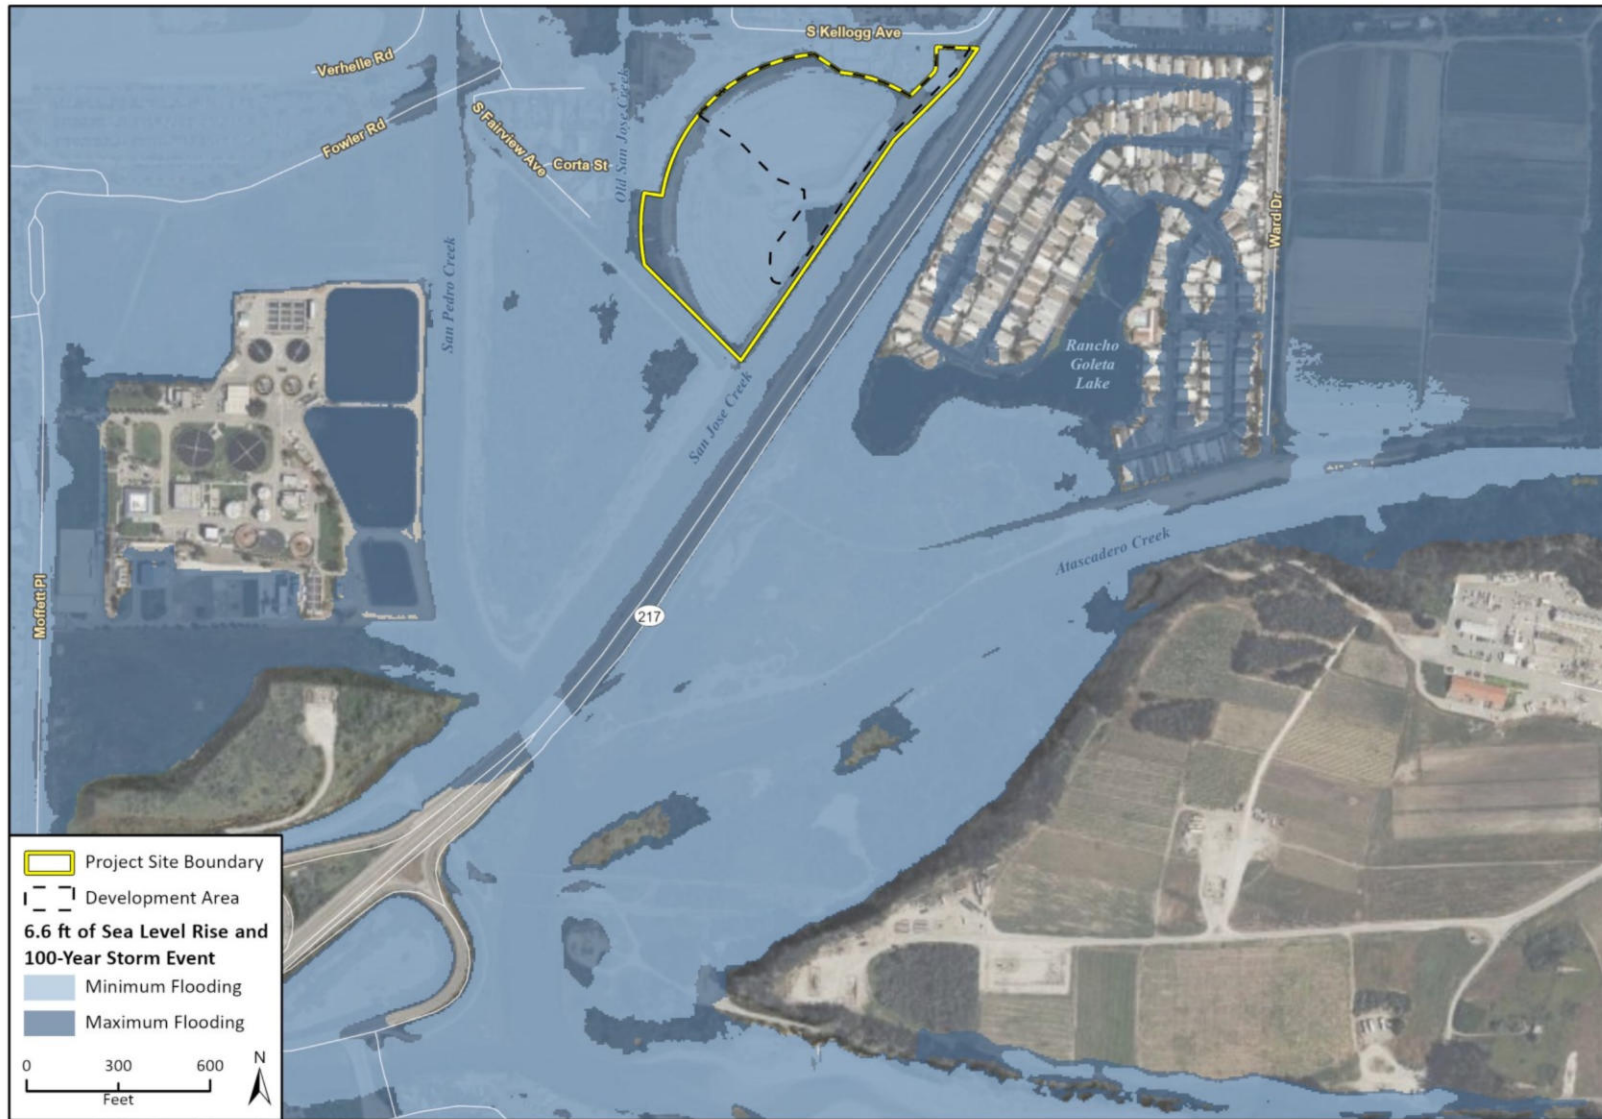 S Kellogg Ave
Verhelle Rd
Fowler Rd
S Fairview Ave
Corta St
Old San Jose Creek
Ward Dr
San Pedro Creek
Rancho
Goleta
Lake
San Jose Creek
Atascadero Creek
Moffett Pl
217
Project Site Boundary
Development Area
6.6 ft of Sea Level Rise and
100-Year Storm Event
Minimum Flooding
Maximum Flooding
0 300 600
Feet
N